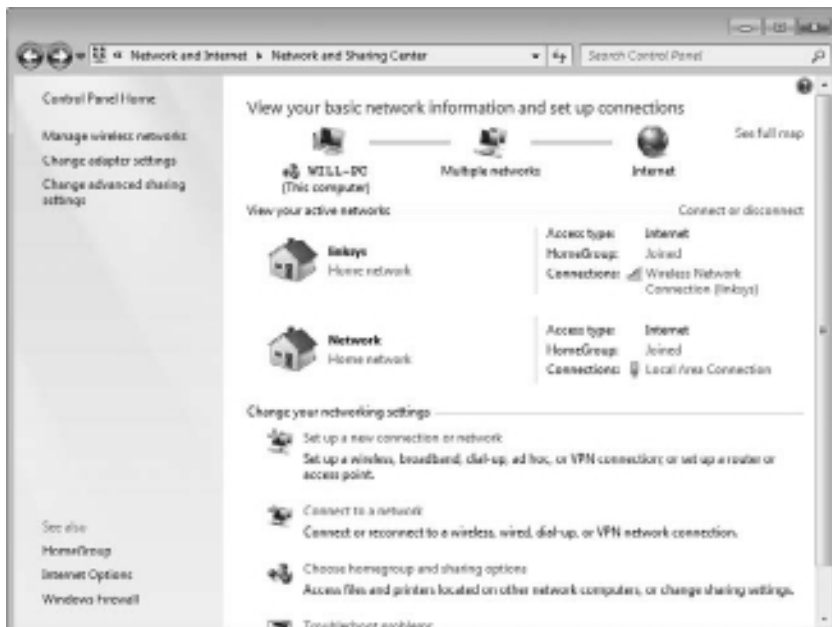 Network and Internet ▸ Network and Sharing Center
Search Control Panel
Control Panel Home
Manage wireless networks
Change adapter settings
Change advanced sharing
settings
See also
HomeGroup
Internet Options
Windows Firewall
View your basic network information and set up connections
See full map
WILL-PC
(This computer)
Multiple networks
Internet
View your active networks
Connect or disconnect
linksys
Home network
Access type: Internet
HomeGroup: Joined
Connections: Wireless Network
Connection (linksys)
Network
Home network
Access type: Internet
HomeGroup: Joined
Connections: Local Area Connection
Change your networking settings
Set up a new connection or network
Set up a wireless, broadband, dial-up, ad hoc, or VPN connection; or set up a router or
access point.
Connect to a network
Connect or reconnect to a wireless, wired, dial-up, or VPN network connection.
Choose homegroup and sharing options
Access files and printers located on other network computers, or change sharing settings.
Troubleshoot problems